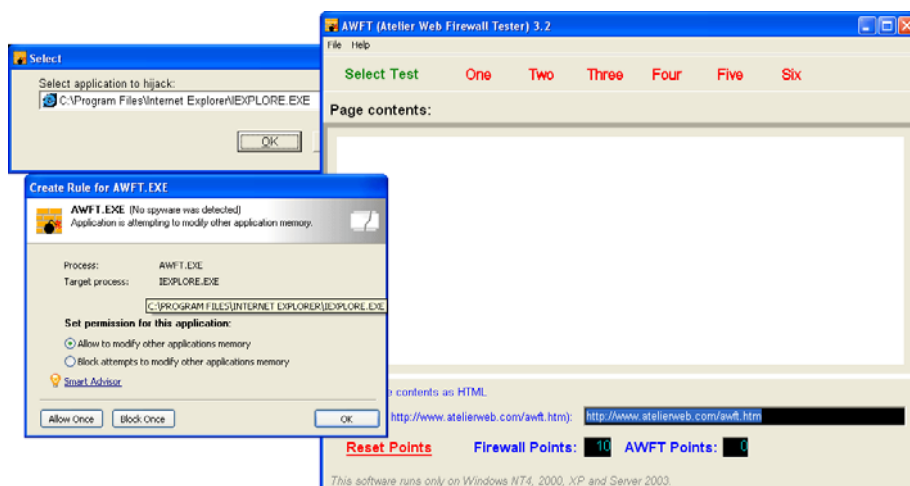 AWFT (Atelier Web Firewall Tester) 3.2
File Help
Select Test One Two Three Four Five Six
Page contents:
Select
Select application to hijack:
C:\Program Files\Internet Explorer\IEXPLORE.EXE
OK
Create Rule for AWFT.EXE
AWFT.EXE (No spyware was detected)
Application is attempting to modify other application memory.
Process: AWFT.EXE
Target process: IEXPLORE.EXE
C:\PROGRAM FILES\INTERNET EXPLORER\IEXPLORE.EXE
Set permission for this application:
Allow to modify other applications memory
Block attempts to modify other applications memory
Smart Advisor
Allow Once Block Once OK
contents as HTML
http://www.atelierweb.com/awft.htm): http://www.atelierweb.com/awft.htm
Reset Points Firewall Points: 10 AWFT Points: 0
This software runs only on Windows NT4, 2000, XP and Server 2003.